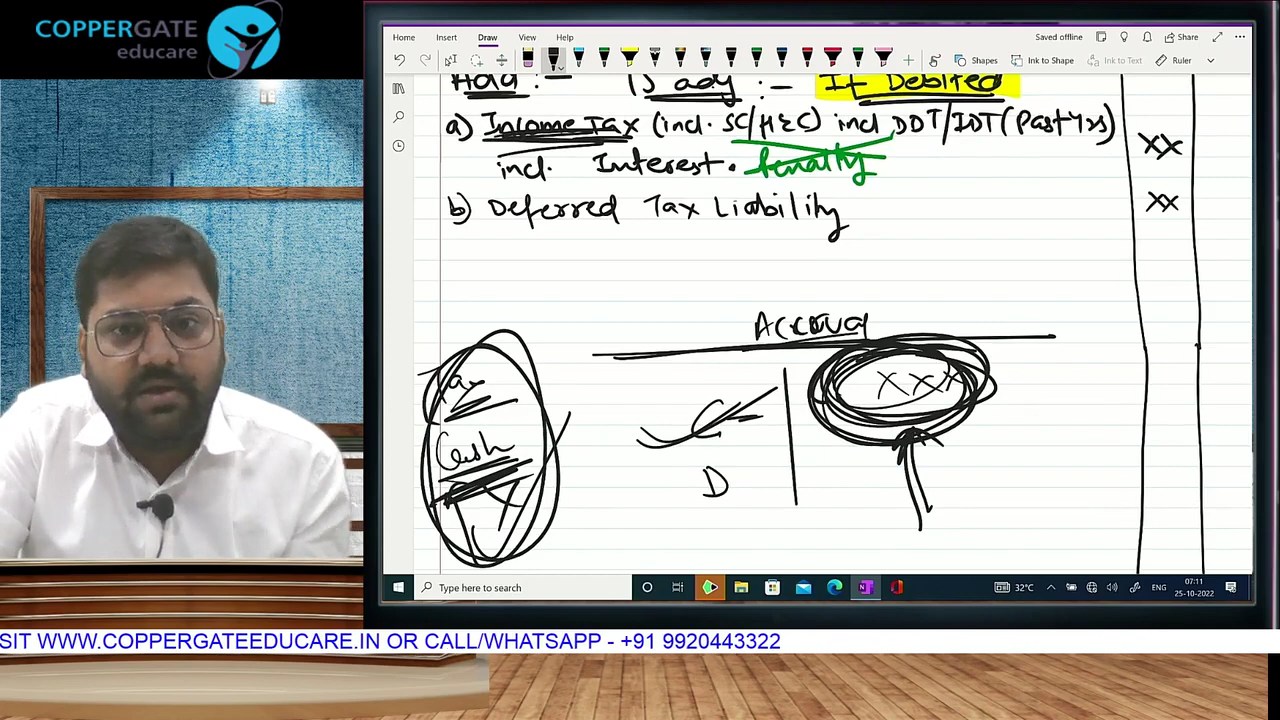 COPPERGATE
educare
Home Insert Draw View Help
Saved offline
Share
Shapes Ink to Shape Ink to Text Ruler
Add :- Is adj :- If Debited
a) Income Tax (incl. SC/HEC) incl DDT/IDT (Past Yrs) XX
incl. Interest. Penalty
b) Deferred Tax Liability XX
Accrual
Tax
XXX
Cash
D
Type here to search
32°C
ENG
07:11
25-10-2022
SIT WWW.COPPERGATEEDUCARE.IN OR CALL/WHATSAPP - +91 9920443322